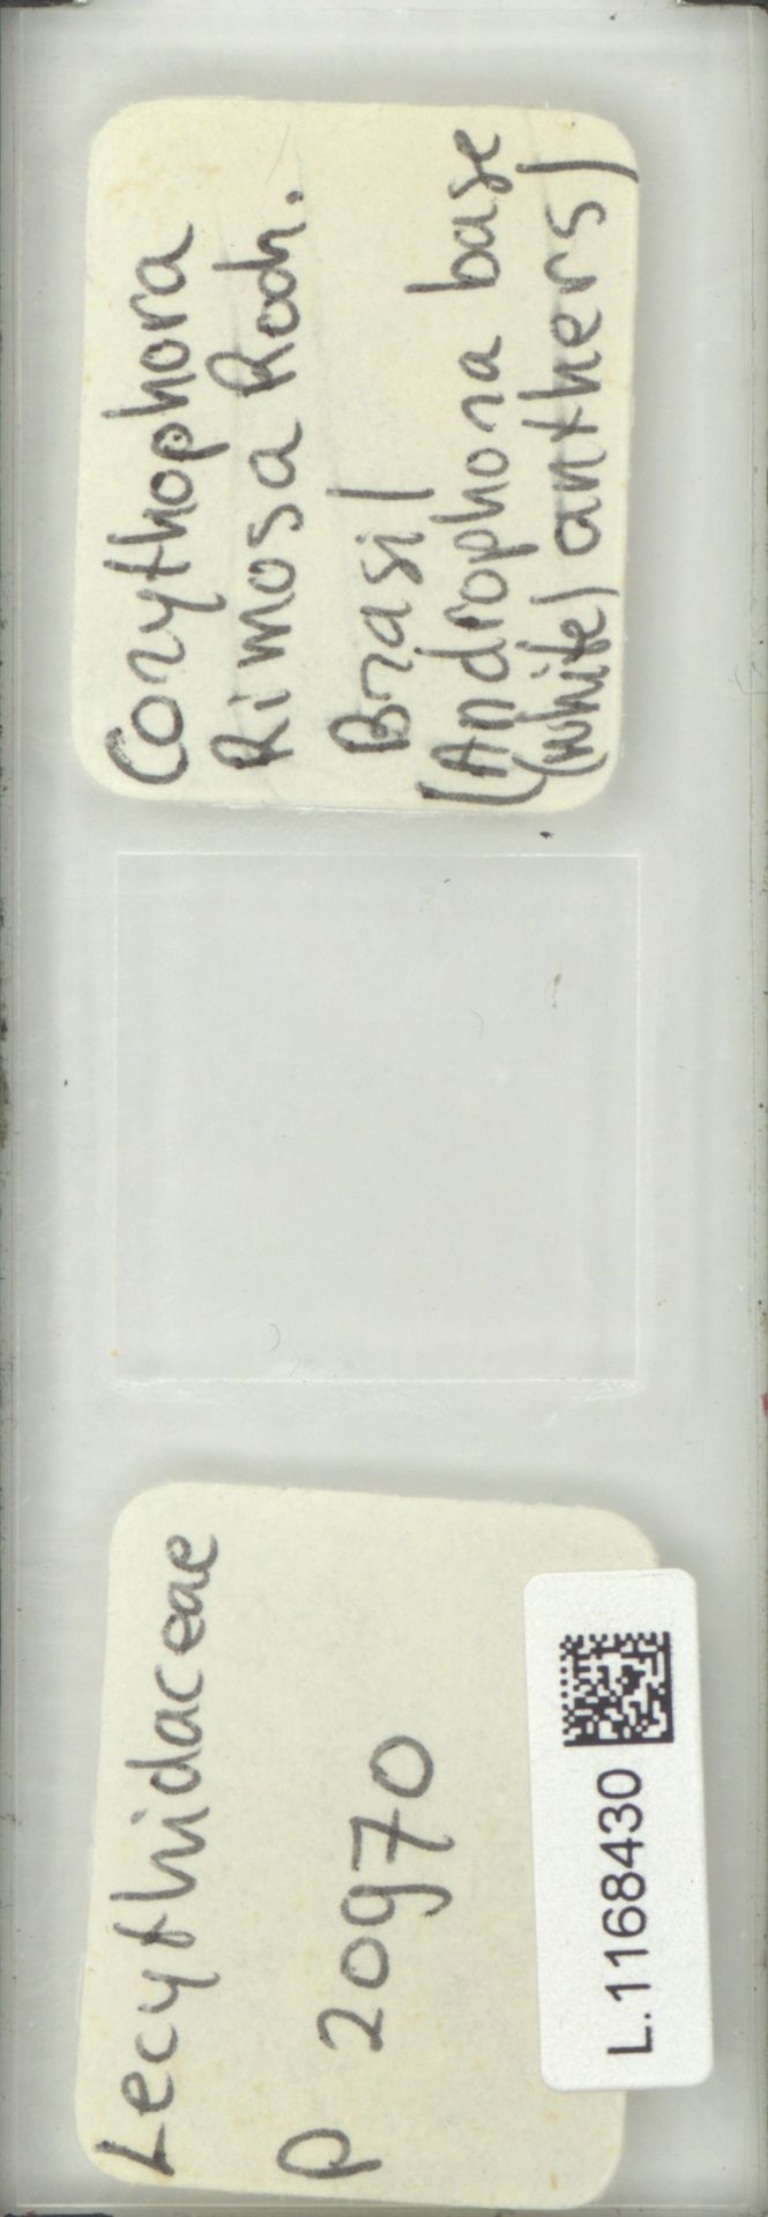 Lecythidaceae
P 20970
L.1168430
Corythophora
Rimosa Rodr.
Brasil
(Androphora base
(white) anthers)